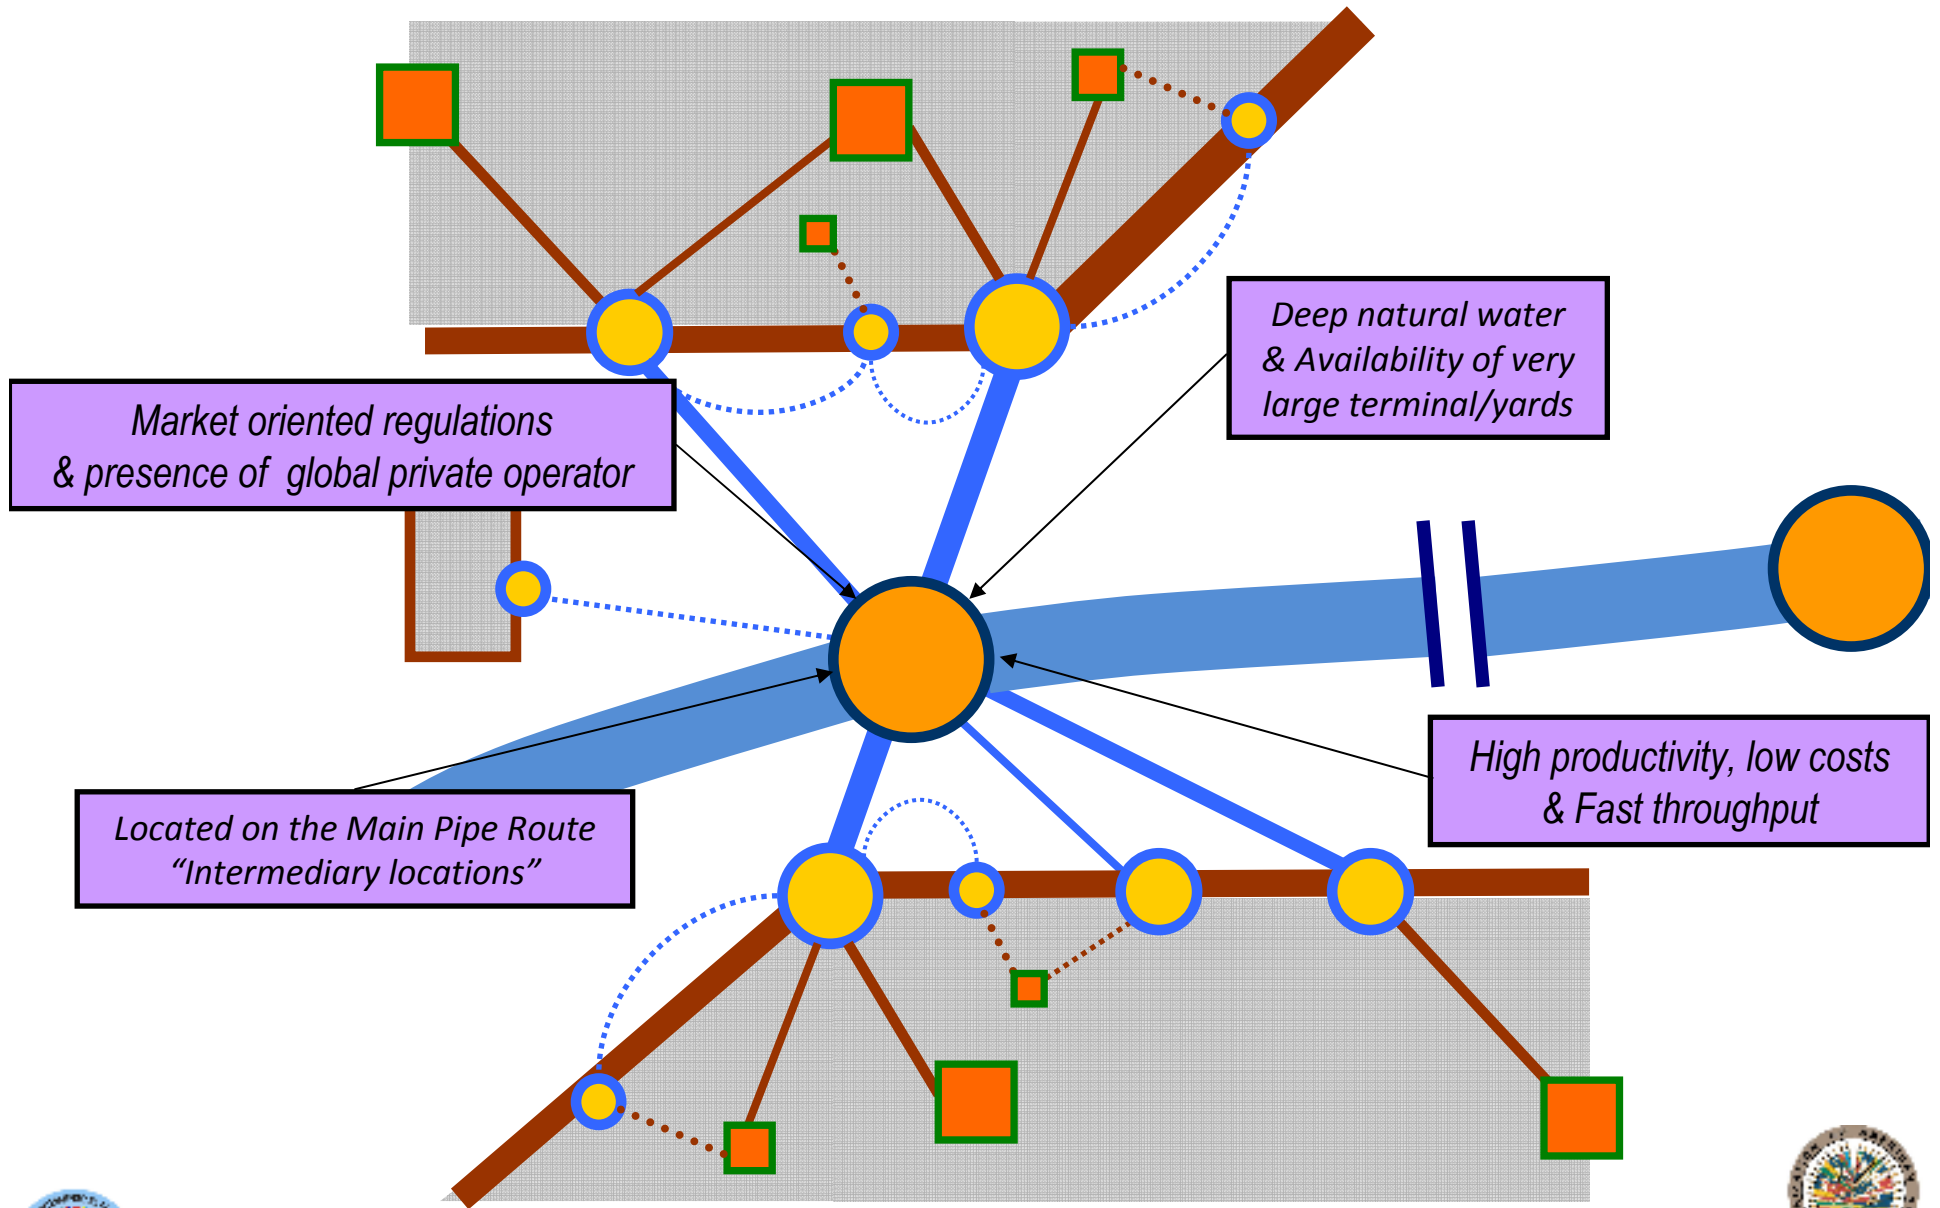 Deep natural water
& Availability of very
large terminal/yards
Market oriented regulations
& presence of global private operator
High productivity, low costs
& Fast throughput
Located on the Main Pipe Route
“Intermediary locations”